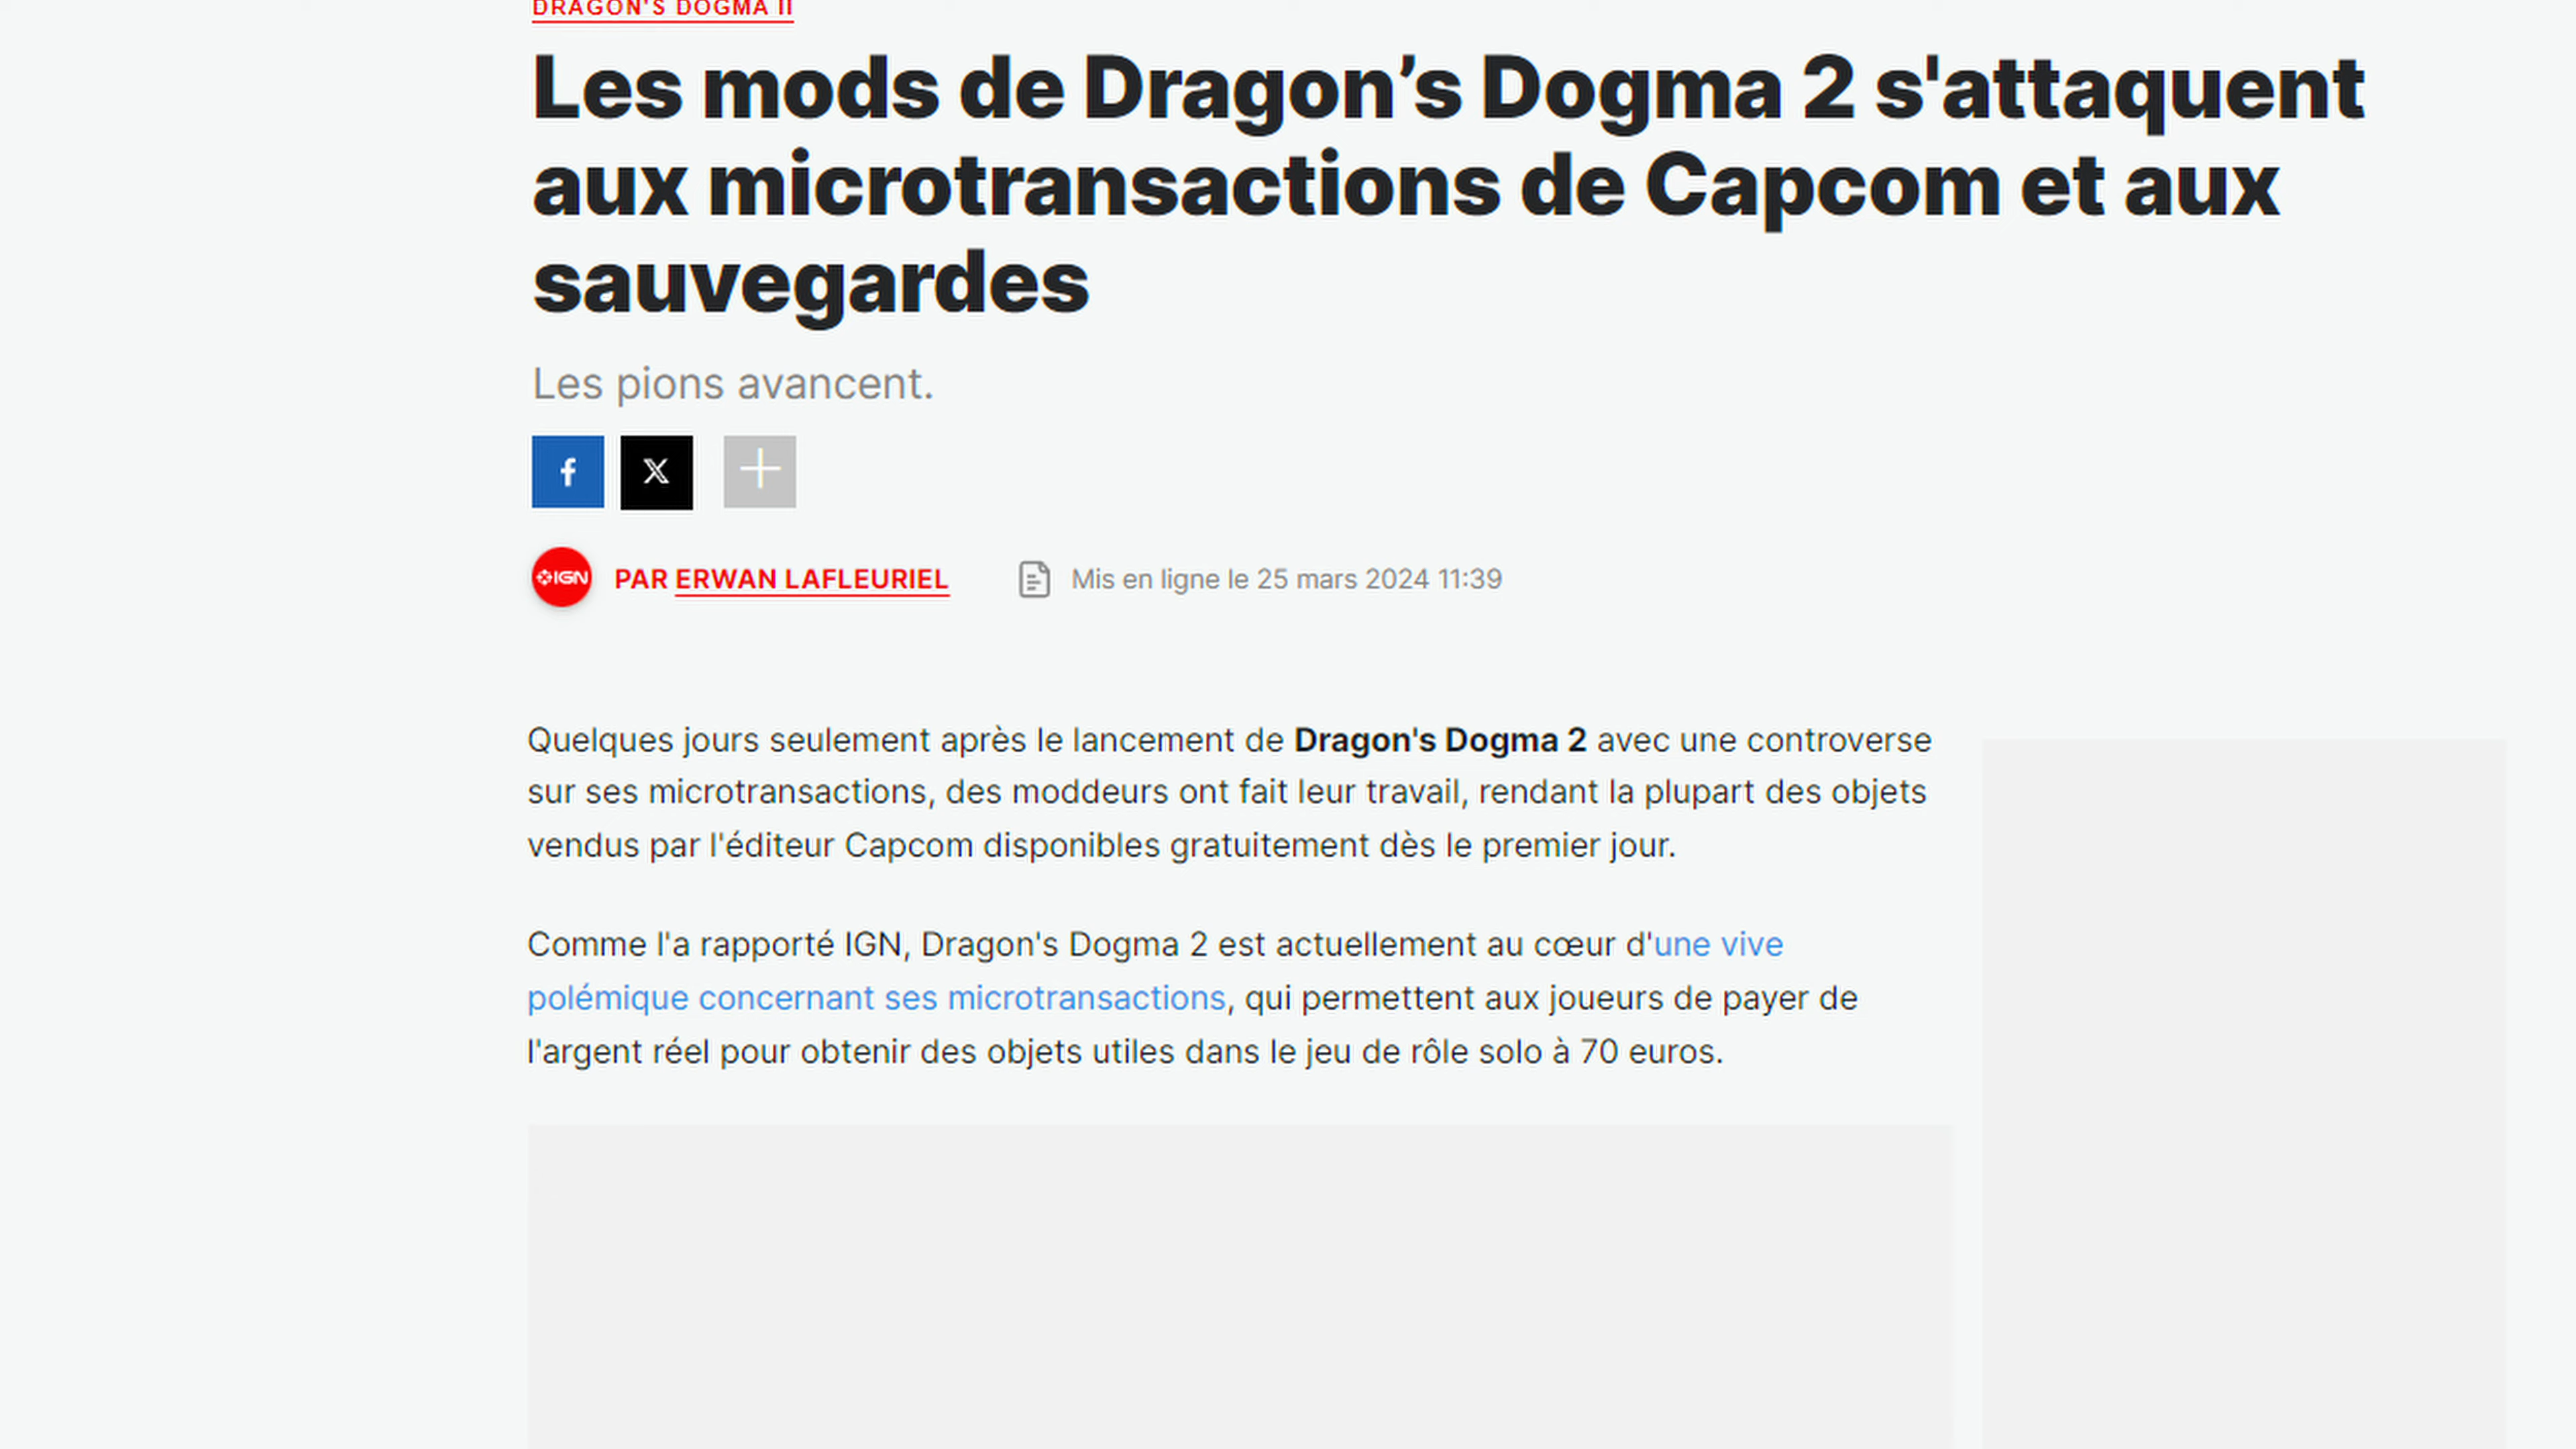 DRAGON'S DOGMA II
Les mods de Dragon’s Dogma 2 s'attaquent
aux microtransactions de Capcom et aux
sauvegardes
Les pions avancent.
f X +
IGN PAR ERWAN LAFLEURIEL Mis en ligne le 25 mars 2024 11:39
Quelques jours seulement après le lancement de Dragon's Dogma 2 avec une controverse
sur ses microtransactions, des moddeurs ont fait leur travail, rendant la plupart des objets
vendus par l'éditeur Capcom disponibles gratuitement dès le premier jour.
Comme l'a rapporté IGN, Dragon's Dogma 2 est actuellement au cœur d'une vive
polémique concernant ses microtransactions, qui permettent aux joueurs de payer de
l'argent réel pour obtenir des objets utiles dans le jeu de rôle solo à 70 euros.